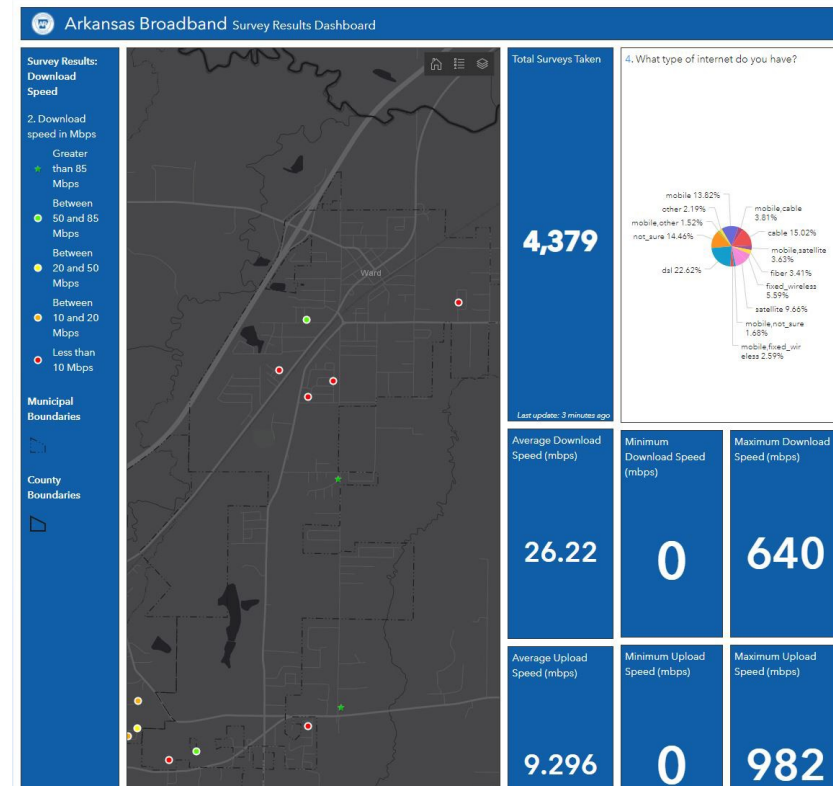 Arkansas Broadband Survey Results Dashboard
Survey Results:
Download
Speed
2. Download
speed in Mbps
Greater
than 85
Mbps
Between
50 and 85
Mbps
Between
20 and 50
Mbps
Between
10 and 20
Mbps
Less than
10 Mbps
Municipal
Boundaries
County
Boundaries
Ward
Total Surveys Taken
4,379
Last update: 3 minutes ago
4. What type of internet do you have?
mobile 13.82%
other 2.19%
mobile,other 1.52%
not_sure 14.46%
dsl 22.62%
mobile,cable
3.81%
cable 15.02%
mobile,satellite
3.63%
fiber 3.41%
fixed_wireless
5.59%
satellite 9.66%
mobile,not_sure
1.68%
mobile,fixed_wir
eless 2.59%
Average Download
Speed (mbps)
26.22
Minimum
Download Speed
(mbps)
0
Maximum Download
Speed (mbps)
640
Average Upload
Speed (mbps)
9.296
Minimum Upload
Speed (mbps)
0
Maximum Upload
Speed (mbps)
982